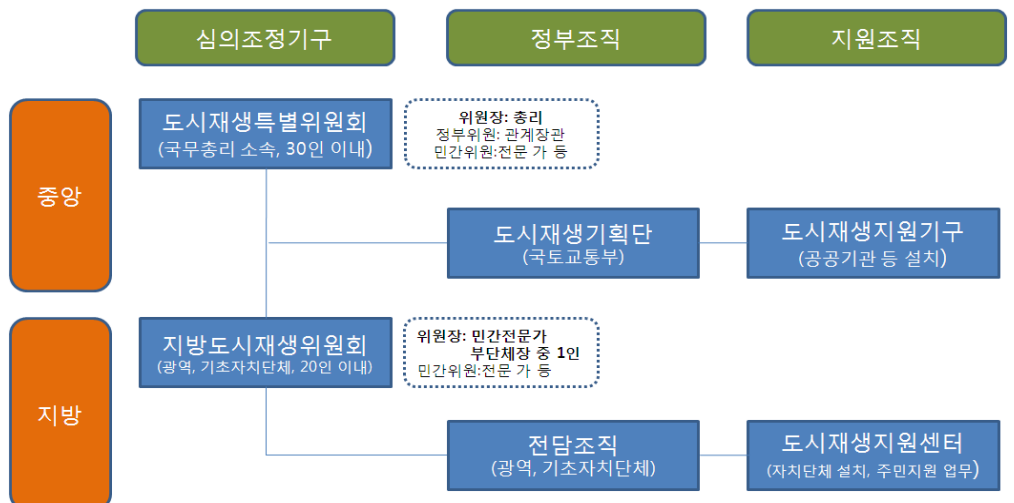 심의조정기구
정부조직
지원조직
중앙
도시재생특별위원회
(국무총리 소속, 30인 이내)
위원장: 총리
정부위원: 관계장관
민간위원:전문 가 등
도시재생기획단
(국토교통부)
도시재생지원기구
(공공기관 등 설치)
지방
지방도시재생위원회
(광역, 기초자치단체, 20인 이내)
위원장: 민간전문가
부단체장 중 1인
민간위원:전문 가 등
전담조직
(광역, 기초자치단체)
도시재생지원센터
(자치단체 설치, 주민지원 업무)